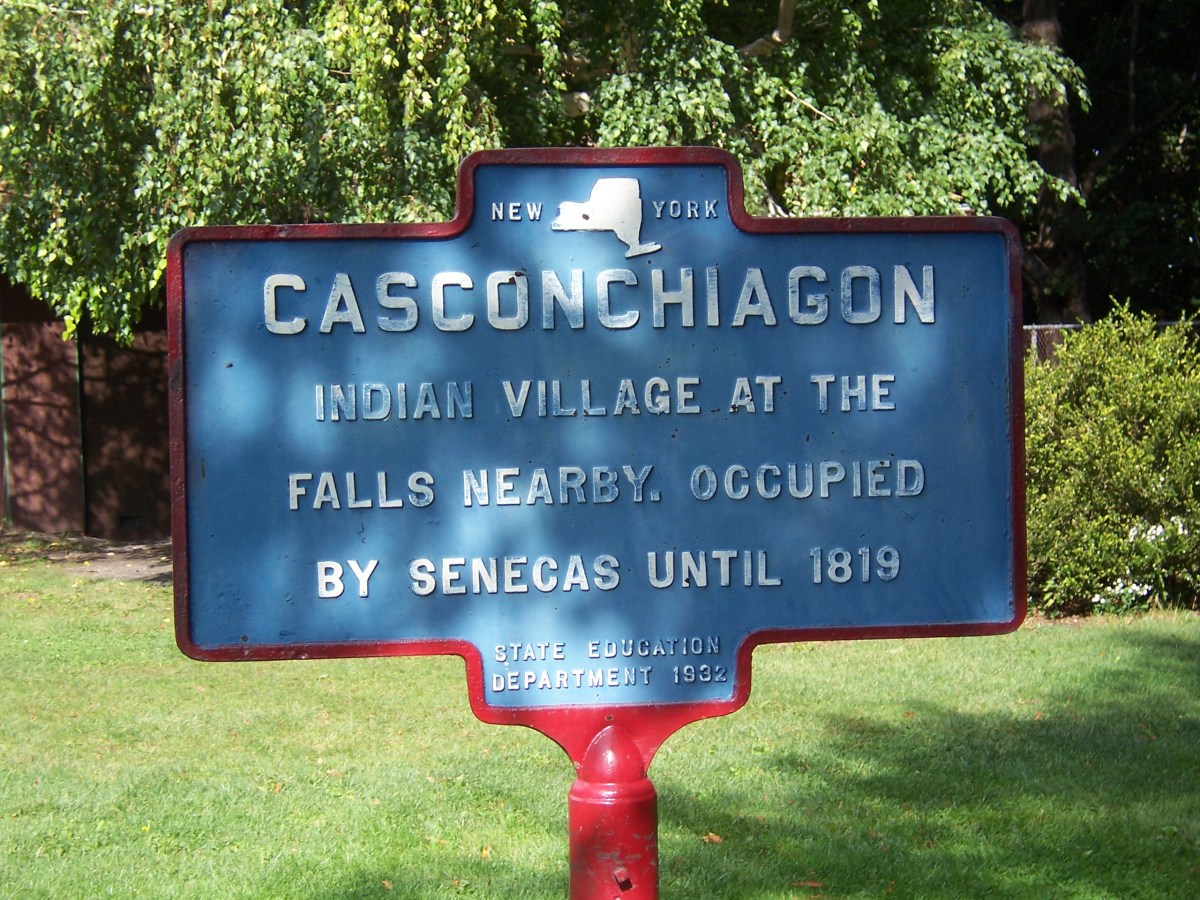 NEW YORK
CASCONCHIAGON
INDIAN VILLAGE AT THE
FALLS NEARBY. OCCUPIED
BY SENECAS UNTIL 1819
STATE EDUCATION
DEPARTMENT 1932